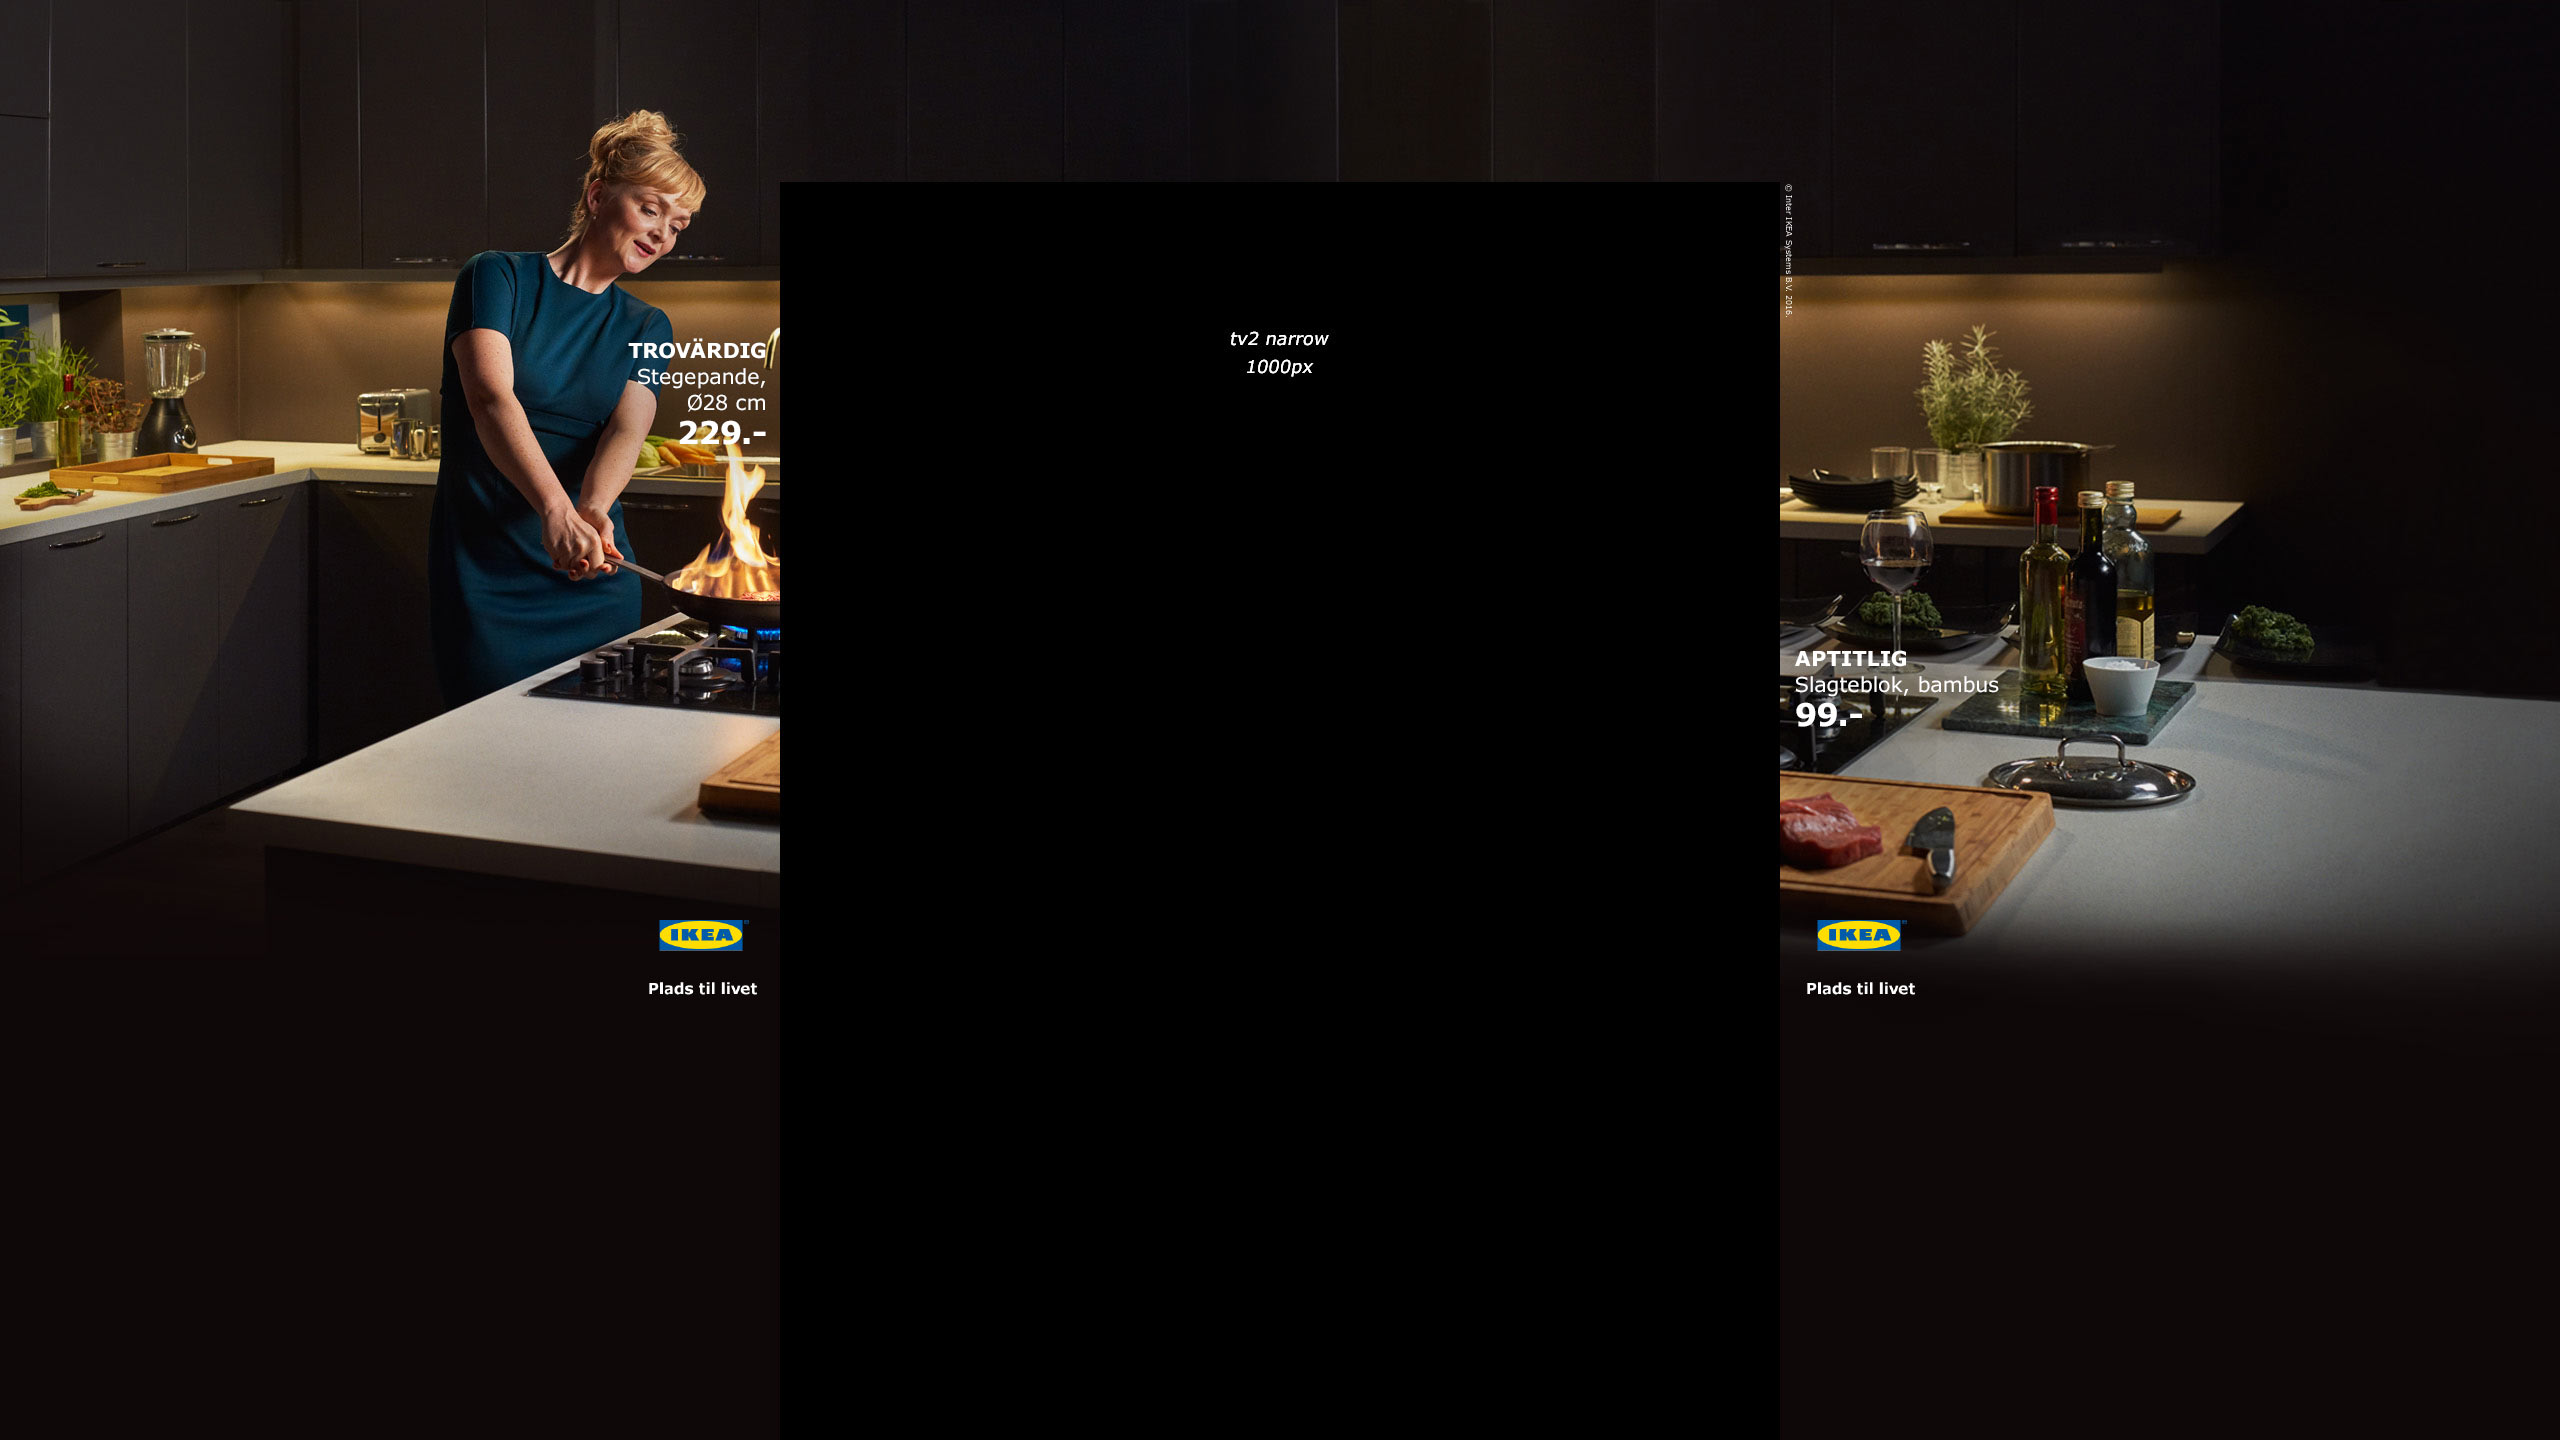 TROVÄRDIG
Stegepande,
Ø28 cm
229.-
IKEA
Plads til livet
tv2 narrow
1000px
© Inter IKEA Systems B.V. 2016.
APTITLIG
Slagteblok, bambus
99.-
IKEA
Plads til livet